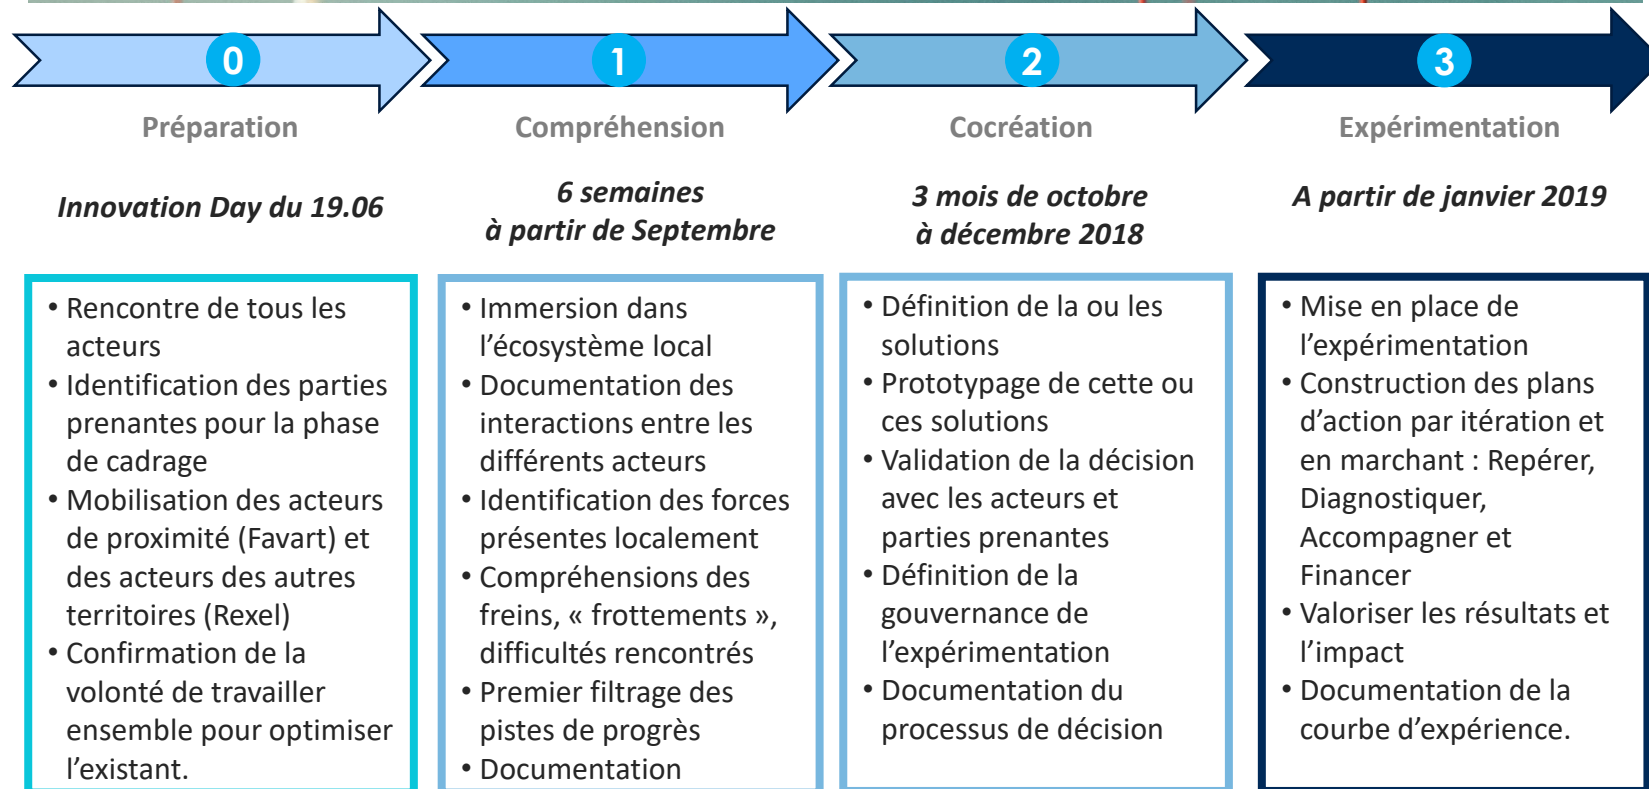 0
1
2
3
Préparation
Compréhension
Cocréation
Expérimentation
Innovation Day du 19.06
6 semaines
à partir de Septembre
3 mois de octobre
à décembre 2018
A partir de janvier 2019
• Rencontre de tous les
acteurs
• Identification des parties
prenantes pour la phase
de cadrage
• Mobilisation des acteurs
de proximité (Favart) et
des acteurs des autres
territoires (Rexel)
• Confirmation de la
volonté de travailler
ensemble pour optimiser
l’existant.
• Immersion dans
l’écosystème local
• Documentation des
interactions entre les
différents acteurs
• Identification des forces
présentes localement
• Compréhensions des
freins, « frottements »,
difficultés rencontrés
• Premier filtrage des
pistes de progrès
• Documentation
• Définition de la ou les
solutions
• Prototypage de cette ou
ces solutions
• Validation de la décision
avec les acteurs et
parties prenantes
• Définition de la
gouvernance de
l’expérimentation
• Documentation du
processus de décision
• Mise en place de
l’expérimentation
• Construction des plans
d’action par itération et
en marchant : Repérer,
Diagnostiquer,
Accompagner et
Financer
• Valoriser les résultats et
l’impact
• Documentation de la
courbe d’expérience.